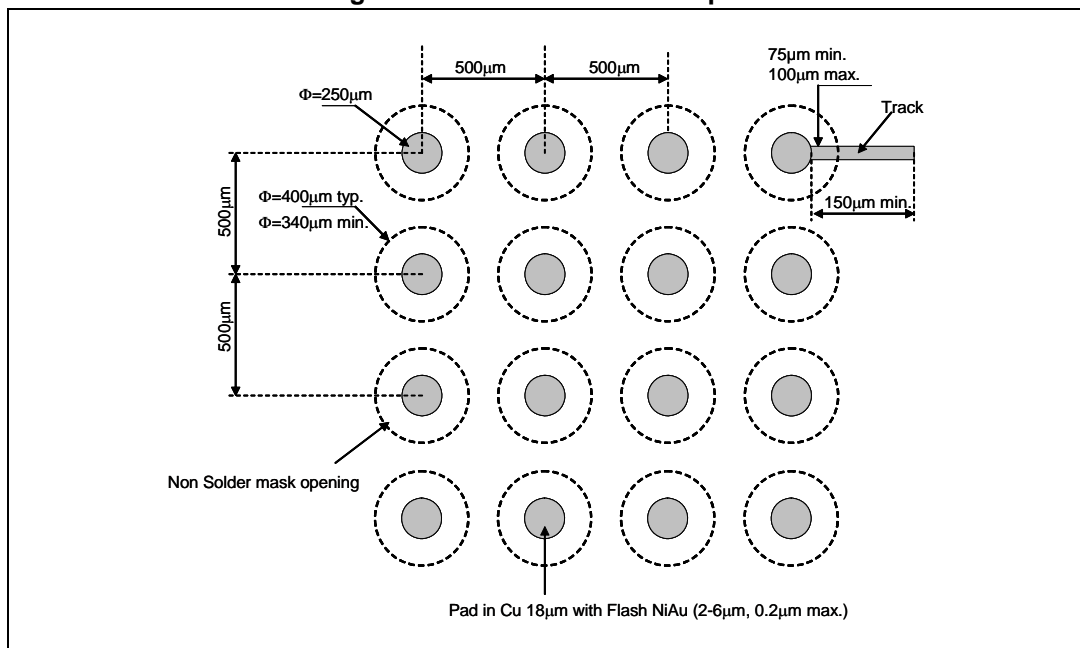 500μm
500μm
75μm min.
100μm max.
Φ=250μm
Track
500μm
Φ=400μm typ.
Φ=340μm min.
150μm min.
500μm
Non Solder mask opening
Pad in Cu 18μm with Flash NiAu (2-6μm, 0.2μm max.)